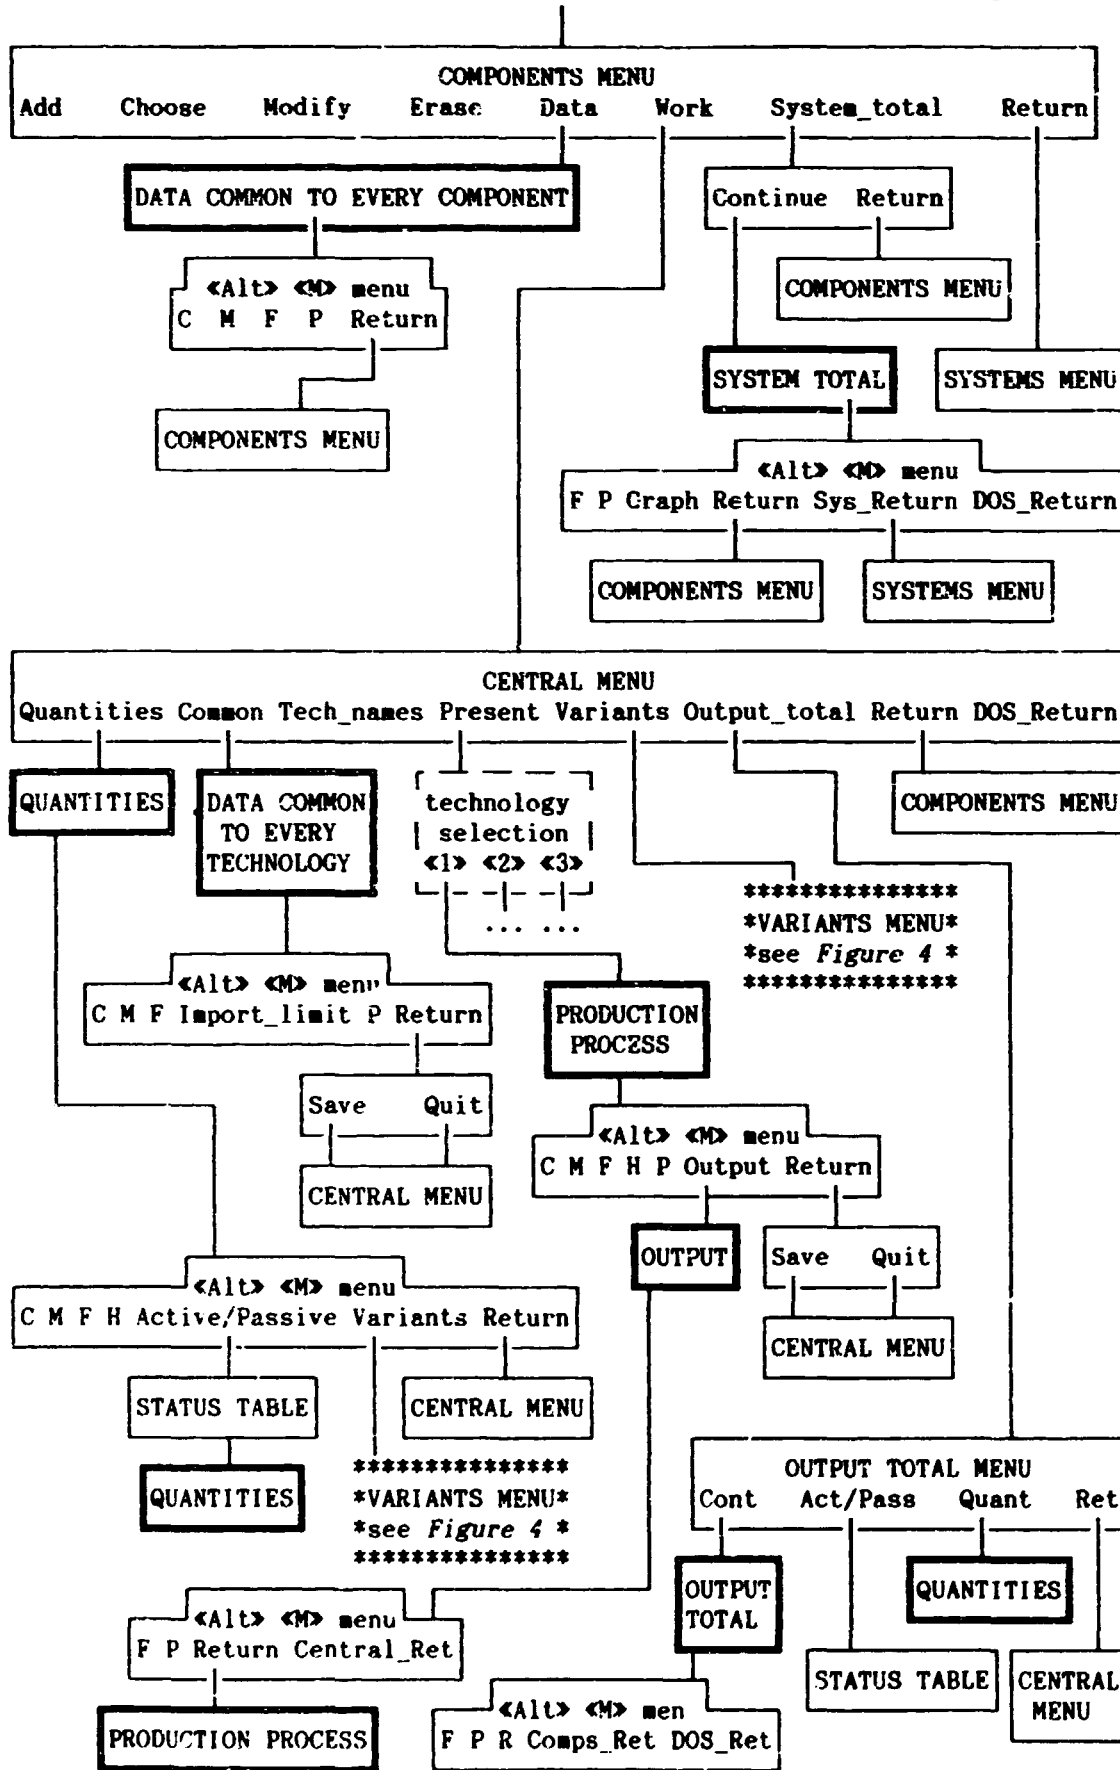 COMPONENTS MENU
Add Choose Modify Erase Data Work System_total Return
DATA COMMON TO EVERY COMPONENT
Continue Return
«Alt» «M» menu
C M F P Return
COMPONENTS MENU
SYSTEM TOTAL
SYSTEMS MENU
COMPONENTS MENU
«Alt» «M» menu
F P Graph Return Sys_Return DOS_Return
COMPONENTS MENU
SYSTEMS MENU
CENTRAL MENU
Quantities Common Tech_names Present Variants Output_total Return DOS_Return
QUANTITIES
DATA COMMON
TO EVERY
TECHNOLOGY
technology
selection
«1» «2» «3»
... ...
COMPONENTS MENU
***************
*VARIANTS MENU*
*see Figure 4 *
***************
«Alt» «M» menu
C M F Import_limit P Return
PRODUCTION
PROCESS
Save Quit
CENTRAL MENU
«Alt» «M» menu
C M F H P Output Return
OUTPUT
Save Quit
CENTRAL MENU
«Alt» «M» menu
C M F H Active/Passive Variants Return
STATUS TABLE
CENTRAL MENU
QUANTITIES
***************
*VARIANTS MENU*
*see Figure 4 *
***************
OUTPUT TOTAL MENU
Cont Act/Pass Quant Ret
OUTPUT
TOTAL
QUANTITIES
«Alt» «M» menu
F P Return Central_Ret
STATUS TABLE
CENTRAL
MENU
PRODUCTION PROCESS
«Alt» «M» men
F P R Comps_Ret DOS_Ret